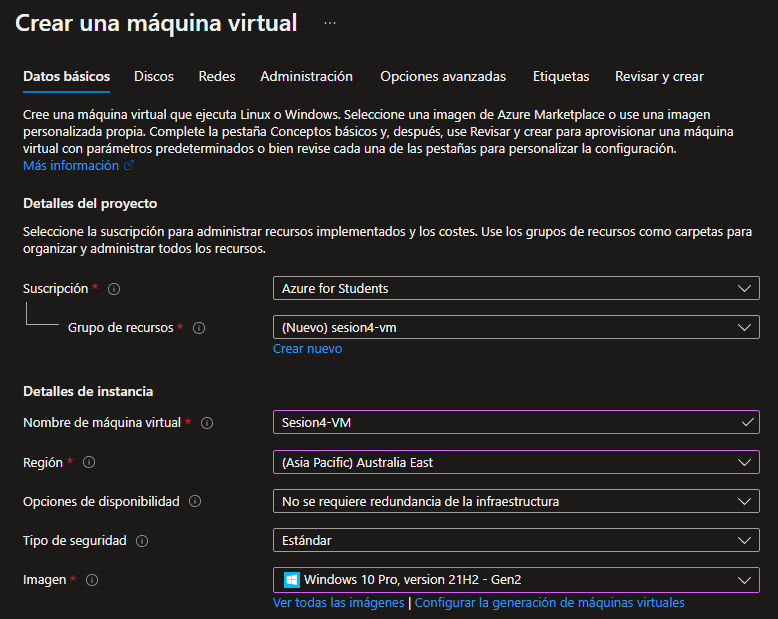 Crear una máquina virtual ...
Datos básicos Discos Redes Administración Opciones avanzadas Etiquetas Revisar y crear
Cree una máquina virtual que ejecuta Linux o Windows. Seleccione una imagen de Azure Marketplace o use una imagen
personalizada propia. Complete la pestaña Conceptos básicos y, después, use Revisar y crear para aprovisionar una máquina
virtual con parámetros predeterminados o bien revise cada una de las pestañas para personalizar la configuración.
Más información
Detalles del proyecto
Seleccione la suscripción para administrar recursos implementados y los costes. Use los grupos de recursos como carpetas para
organizar y administrar todos los recursos.
Suscripción * Azure for Students
Grupo de recursos * (Nuevo) sesion4-vm
Crear nuevo
Detalles de instancia
Nombre de máquina virtual * Sesion4-VM
Región * (Asia Pacific) Australia East
Opciones de disponibilidad No se requiere redundancia de la infraestructura
Tipo de seguridad Estándar
Imagen * Windows 10 Pro, version 21H2 - Gen2
Ver todas las imágenes | Configurar la generación de máquinas virtuales